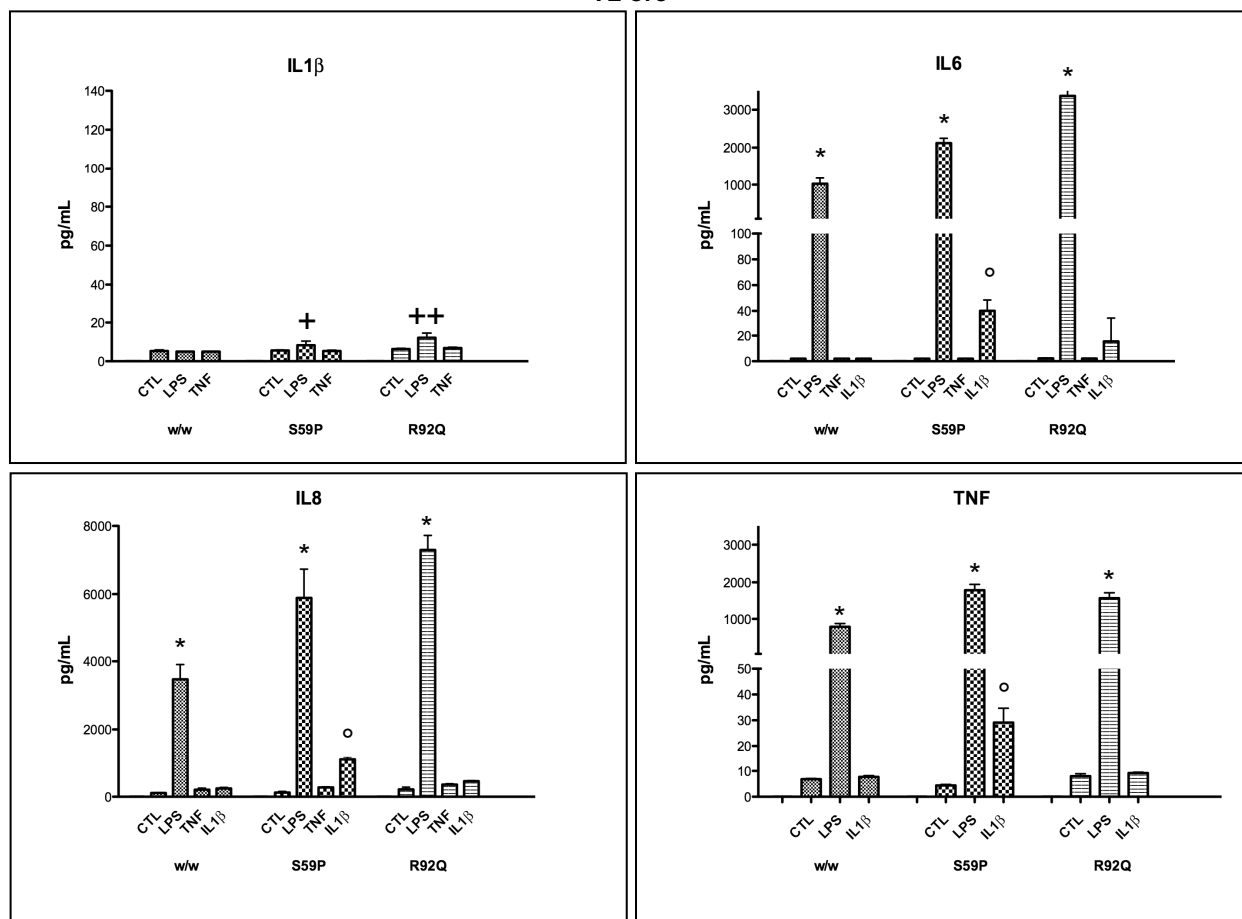 IL1β
140
120
100
80
60
40
20
0
pg/mL
+
++
CTL LPS TNF CTL LPS TNF CTL LPS TNF
w/w S59P R92Q
IL6
3000
2000
1000
100
80
60
40
20
0
pg/mL
* * *
°
CTL LPS TNF IL1β CTL LPS TNF IL1β CTL LPS TNF IL1β
w/w S59P R92Q
IL8
8000
6000
4000
2000
0
pg/mL
* * *
°
CTL LPS TNF IL1β CTL LPS TNF IL1β CTL LPS TNF IL1β
w/w S59P R92Q
TNF
3000
2000
1000
50
40
30
20
10
0
pg/mL
* * *
°
CTL LPS IL1β CTL LPS IL1β CTL LPS IL1β
w/w S59P R92Q